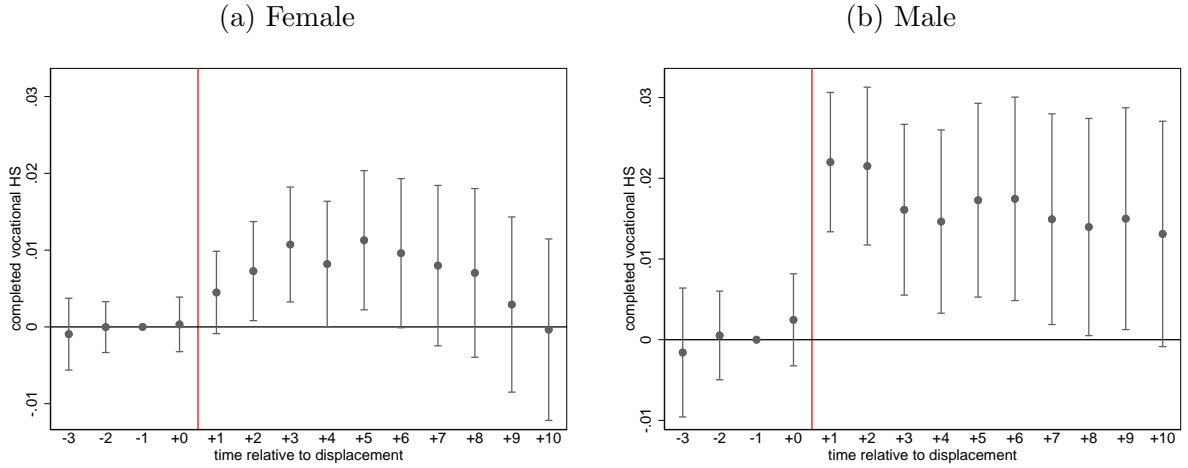 (a) Female
completed vocational HS
.03
.02
.01
0
-.01
-3 -2 -1 +0 +1 +2 +3 +4 +5 +6 +7 +8 +9 +10
time relative to displacement
(b) Male
completed vocational HS
.03
.02
.01
0
-.01
-3 -2 -1 +0 +1 +2 +3 +4 +5 +6 +7 +8 +9 +10
time relative to displacement